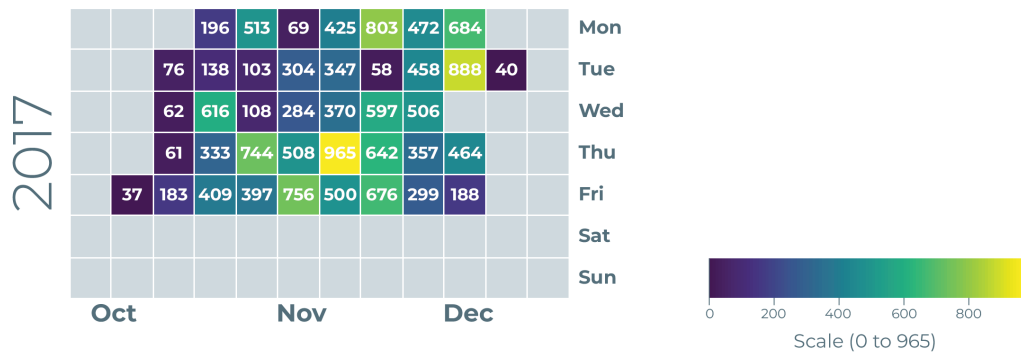 2017
196 513 69 425 803 472 684 Mon
76 138 103 304 347 58 458 888 40 Tue
62 616 108 284 370 597 506 Wed
61 333 744 508 965 642 357 464 Thu
37 183 409 397 756 500 676 299 188 Fri
Sat
Sun
Oct Nov Dec
0 200 400 600 800
Scale (0 to 965)